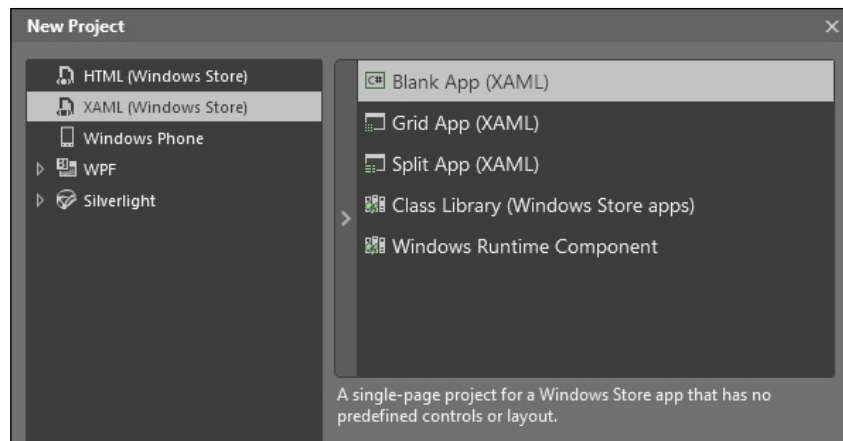 New Project
HTML (Windows Store)
XAML (Windows Store)
Windows Phone
WPF
Silverlight
C# Blank App (XAML)
Grid App (XAML)
Split App (XAML)
Class Library (Windows Store apps)
Windows Runtime Component
A single-page project for a Windows Store app that has no
predefined controls or layout.